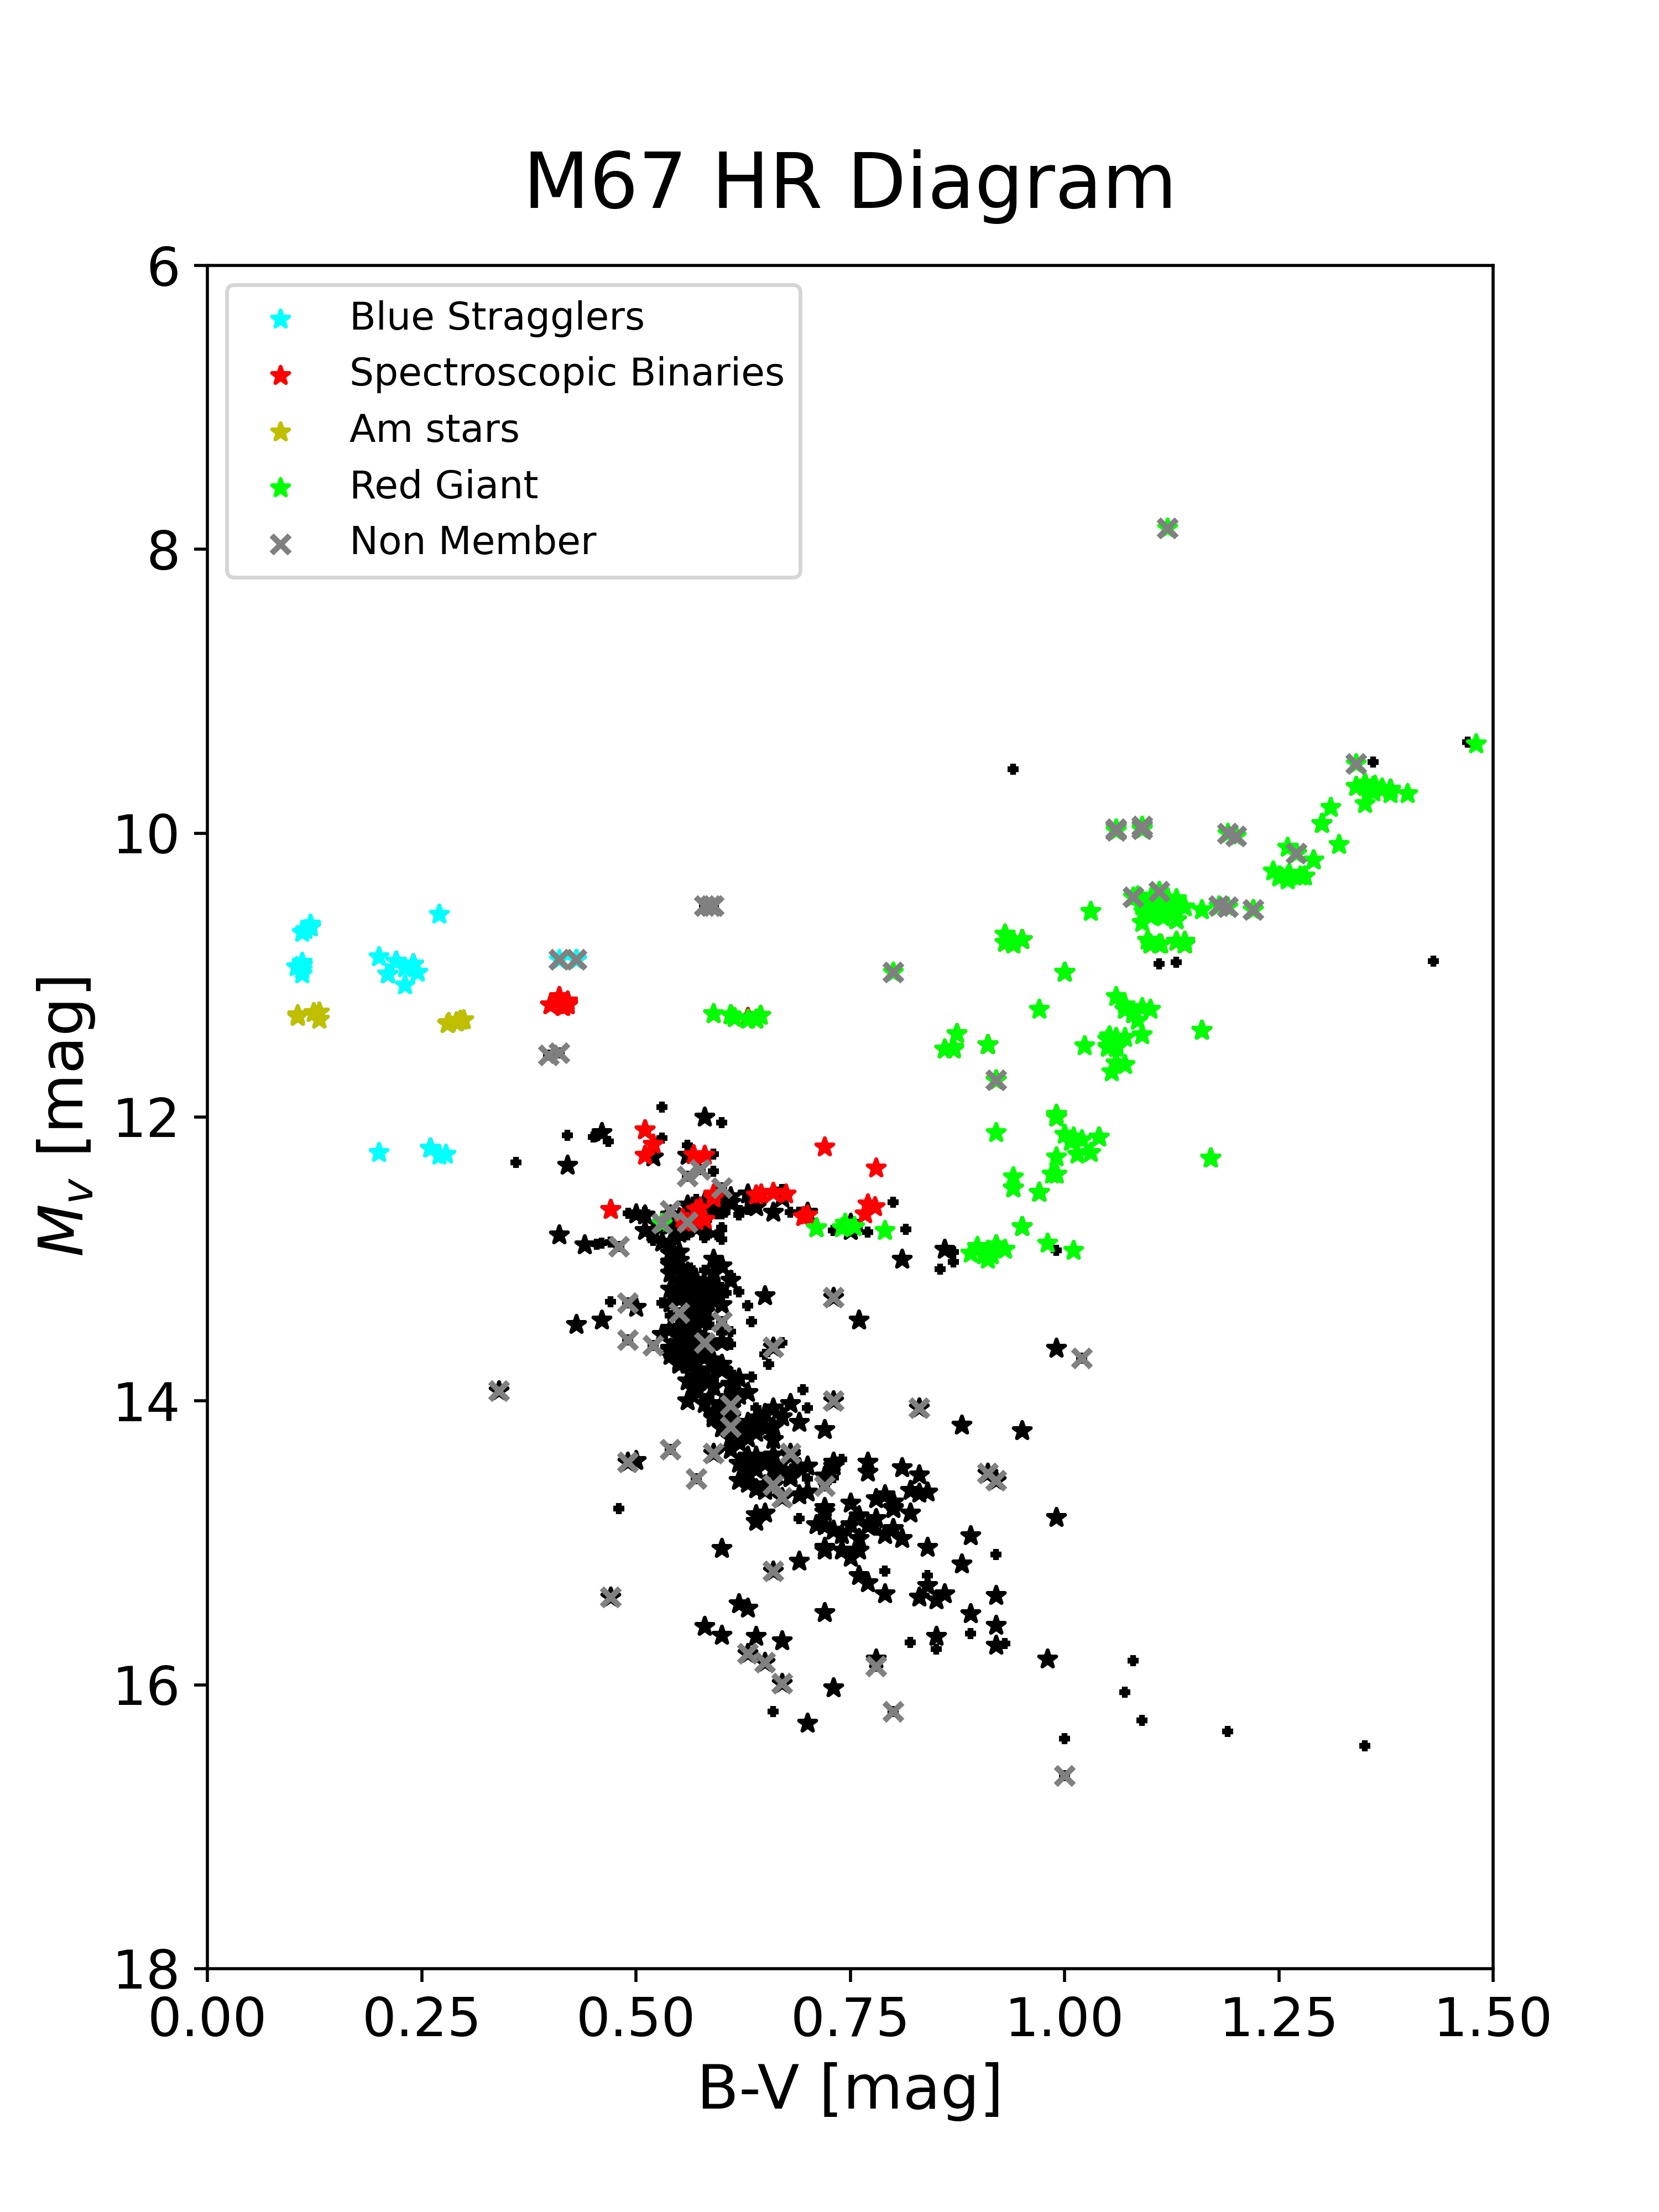 M67 HR Diagram
Blue Stragglers
Spectroscopic Binaries
Am stars
Red Giant
Non Member
6
8
10
12
14
16
18
M_v [mag]
0.00 0.25 0.50 0.75 1.00 1.25 1.50
B-V [mag]